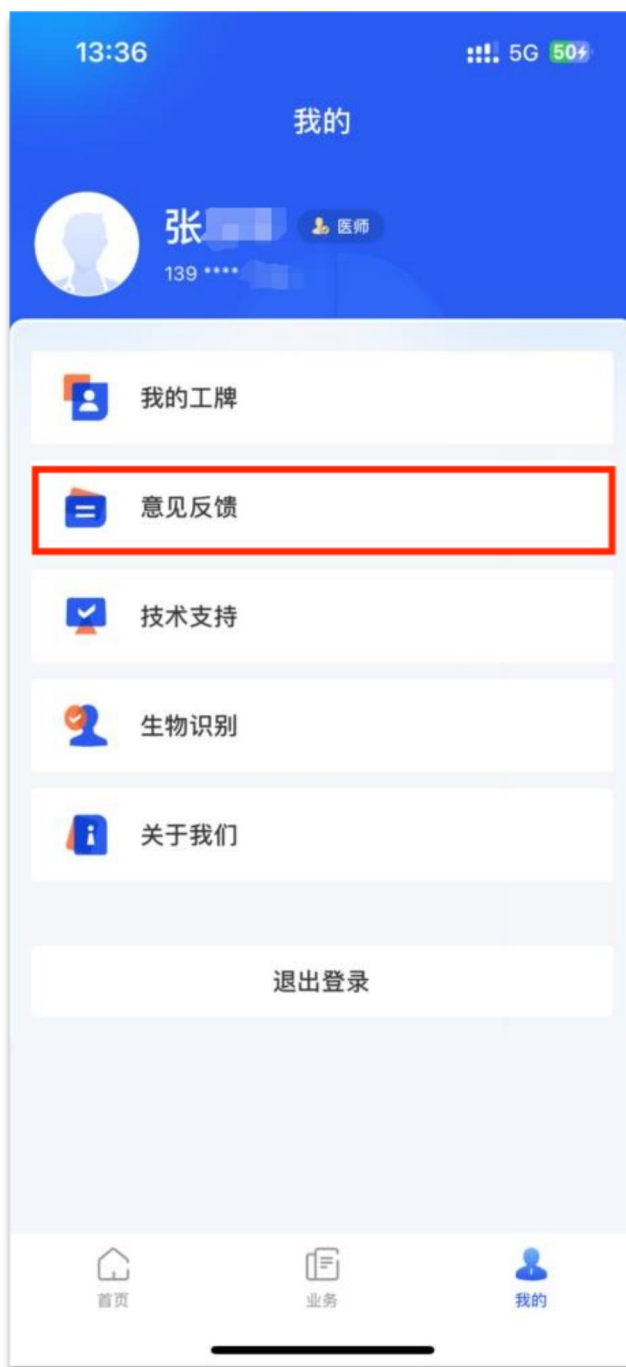 13:36 5G 50
我的
张 医师
139 ****
我的工牌
意见反馈
技术支持
生物识别
关于我们
退出登录
首页 业务 我的